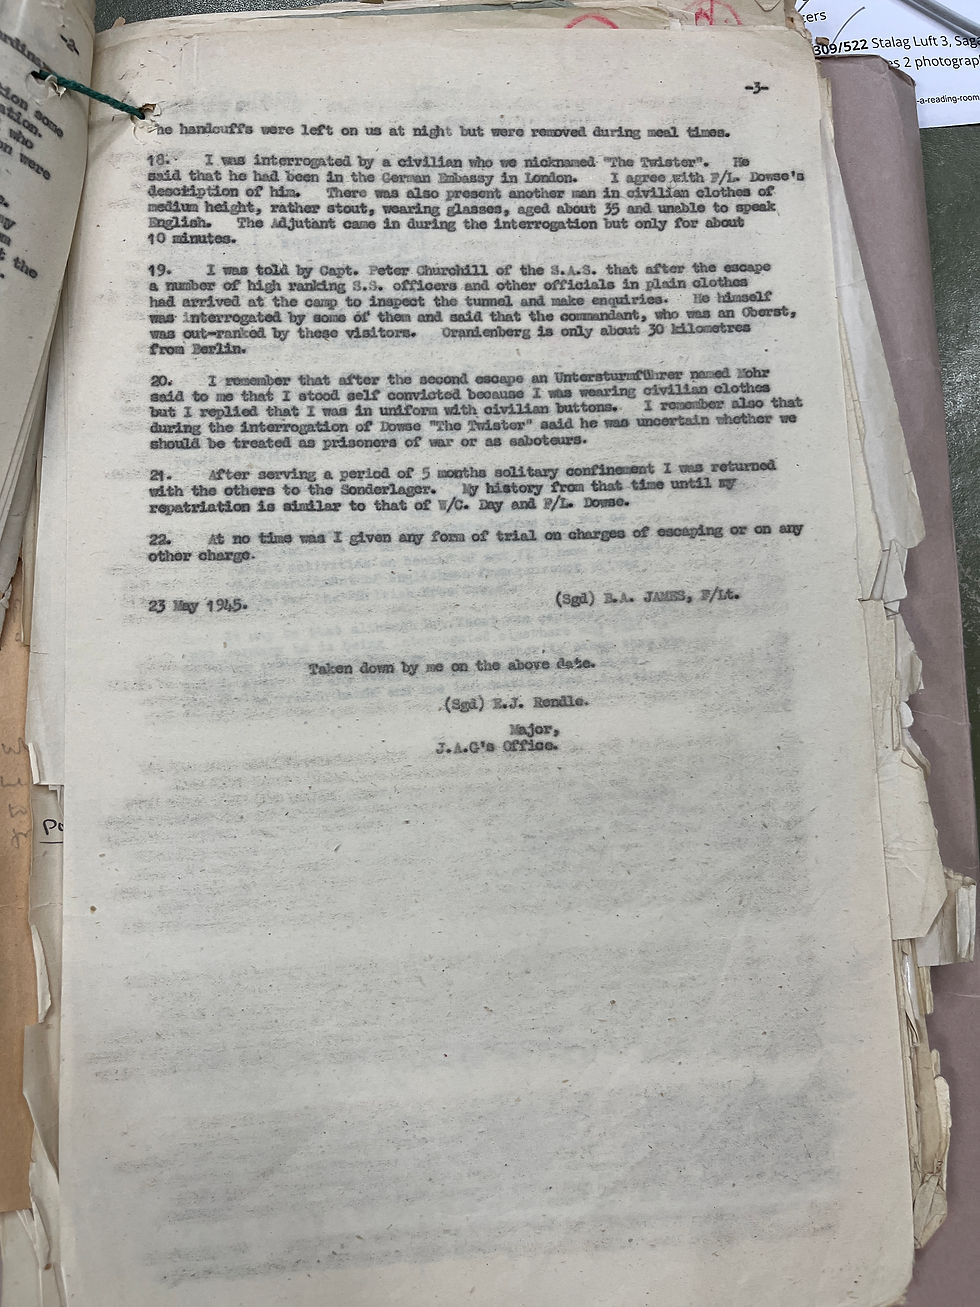 -2-
ters
309/522 Stalag Luft 3, Saga
es 2 photograp
-a-reading-room
-3-
he handcuffs were left on us at night but were removed during meal times.
18. I was interrogated by a civilian who we nicknamed "The Twister". He
said that he had been in the German Embassy in London. I agree with F/L. Dowse's
description of him. There was also present another man in civilian clothes of
medium height, rather stout, wearing glasses, aged about 35 and unable to speak
English. The Adjutant came in during the interrogation but only for about
10 minutes.
19. I was told by Capt. Peter Churchill of the S.A.S. that after the escape
a number of high ranking S.S. officers and other officials in plain clothes
had arrived at the camp to inspect the tunnel and make enquiries. He himself
was interrogated by some of them and said that the commandant, who was an Oberst,
was out-ranked by these visitors. Oranienberg is only about 30 kilometres
from Berlin.
20. I remember that after the second escape an Untersturmführer named Mohr
said to me that I stood self convicted because I was wearing civilian clothes
but I replied that I was in uniform with civilian buttons. I remember also that
during the interrogation of Dowse "The Twister" said he was uncertain whether we
should be treated as prisoners of war or as saboteurs.
21. After serving a period of 5 months solitary confinement I was returned
with the others to the Sonderlager. My history from that time until my
repatriation is similar to that of W/C. Day and F/L. Dowse.
22. At no time was I given any form of trial on charges of escaping or on any
other charge.
23 May 1945. (Sgd) B.A. JAMES, F/Lt.
Taken down by me on the above date.
(Sgd) E.J. Rendle.
Major,
J.A.G's Office.